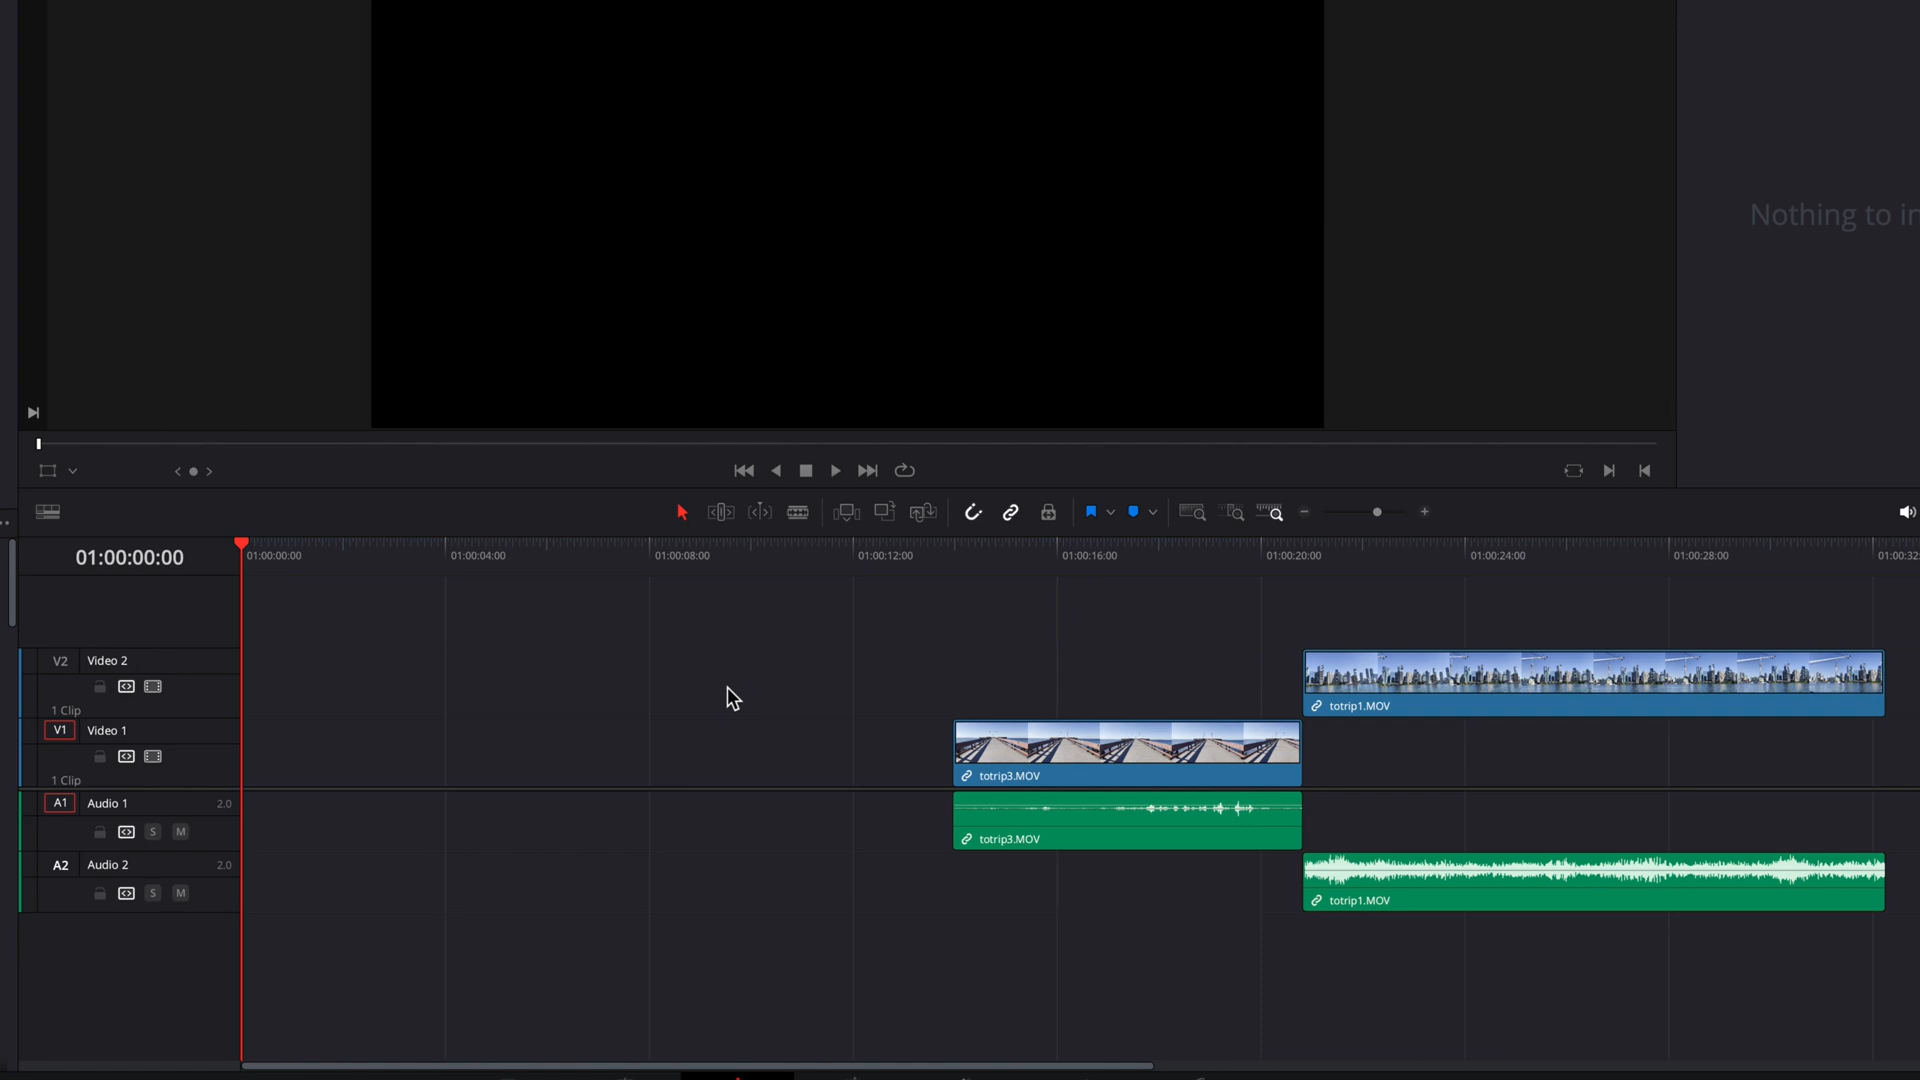 Nothing to in
01:00:00:00
01:00:00:00 01:00:04:00 01:00:08:00 01:00:12:00 01:00:16:00 01:00:20:00 01:00:24:00 01:00:28:00 01:00:32:
V2 Video 2
1 Clip
totrip1.MOV
V1 Video 1
1 Clip
totrip3.MOV
A1 Audio 1 2.0
S M
totrip3.MOV
A2 Audio 2 2.0
S M
totrip1.MOV